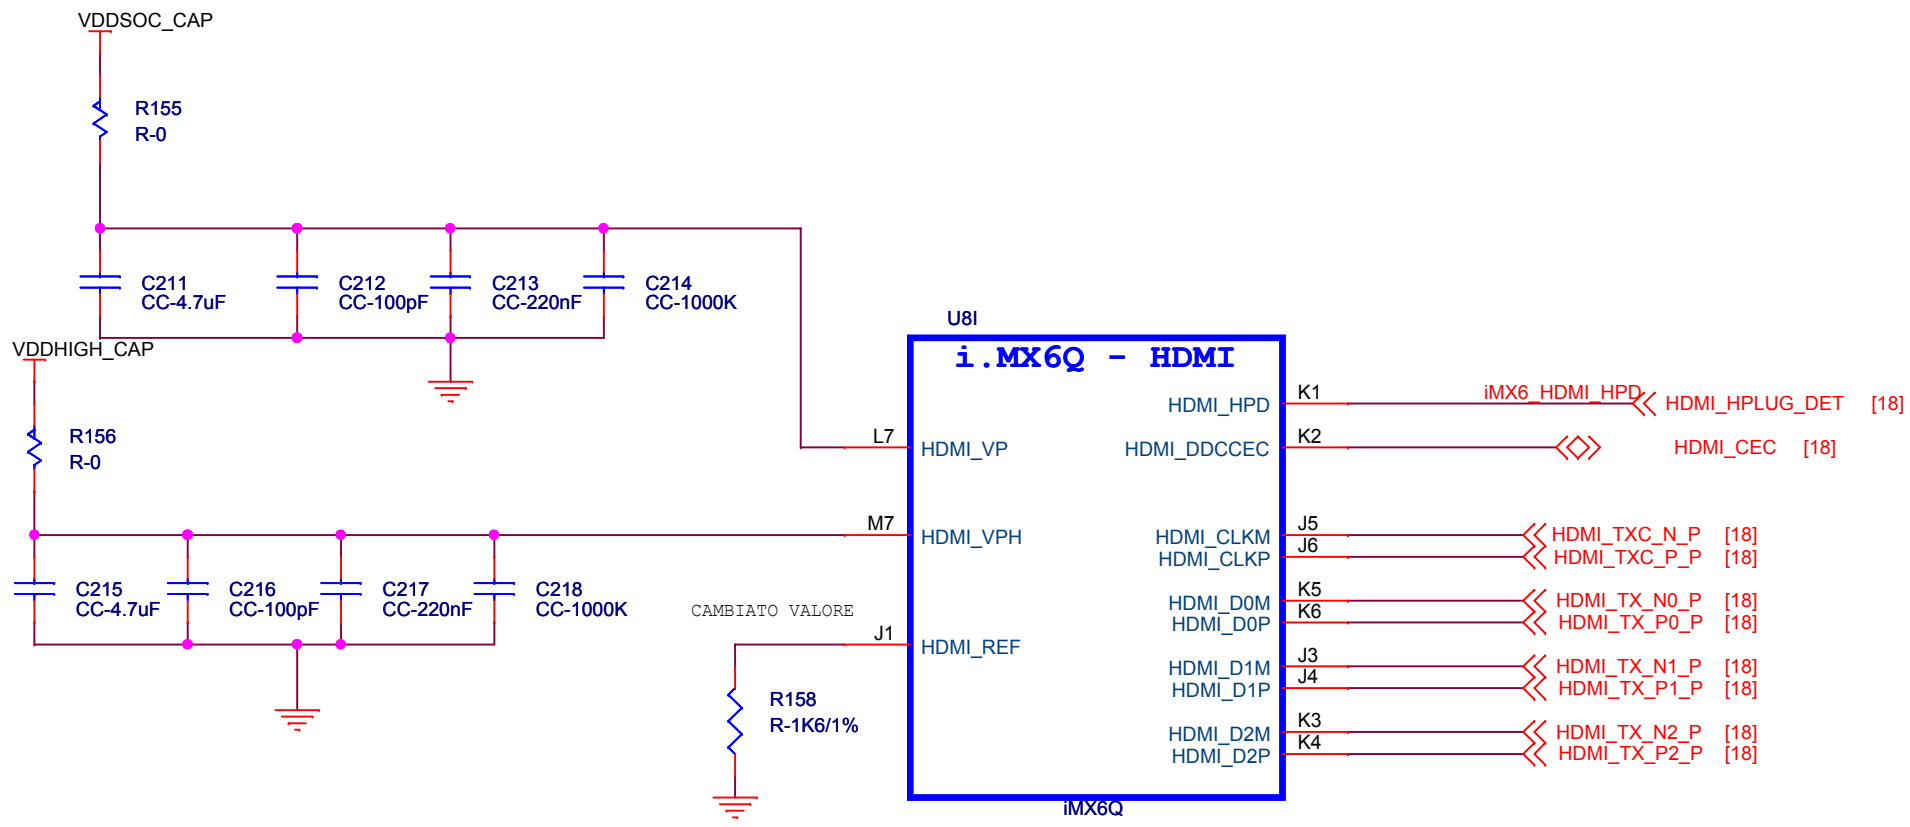 VDDSOC_CAP
R155
R-0
C211
CC-4.7uF
C212
CC-100pF
C213
CC-220nF
C214
CC-1000K
VDDHIGH_CAP
R156
R-0
C215
CC-4.7uF
C216
CC-100pF
C217
CC-220nF
C218
CC-1000K
CAMBIATO VALORE
R158
R-1K6/1%
U8I
i.MX6Q - HDMI
L7 HDMI_VP
M7 HDMI_VPH
J1 HDMI_REF
HDMI_HPD K1 iMX6_HDMI_HPD HDMI_HPLUG_DET [18]
HDMI_DDCCEC K2 HDMI_CEC [18]
HDMI_CLKM J5 HDMI_TXC_N_P [18]
HDMI_CLKP J6 HDMI_TXC_P_P [18]
HDMI_D0M K5 HDMI_TX_N0_P [18]
HDMI_D0P K6 HDMI_TX_P0_P [18]
HDMI_D1M J3 HDMI_TX_N1_P [18]
HDMI_D1P J4 HDMI_TX_P1_P [18]
HDMI_D2M K3 HDMI_TX_N2_P [18]
HDMI_D2P K4 HDMI_TX_P2_P [18]
iMX6Q